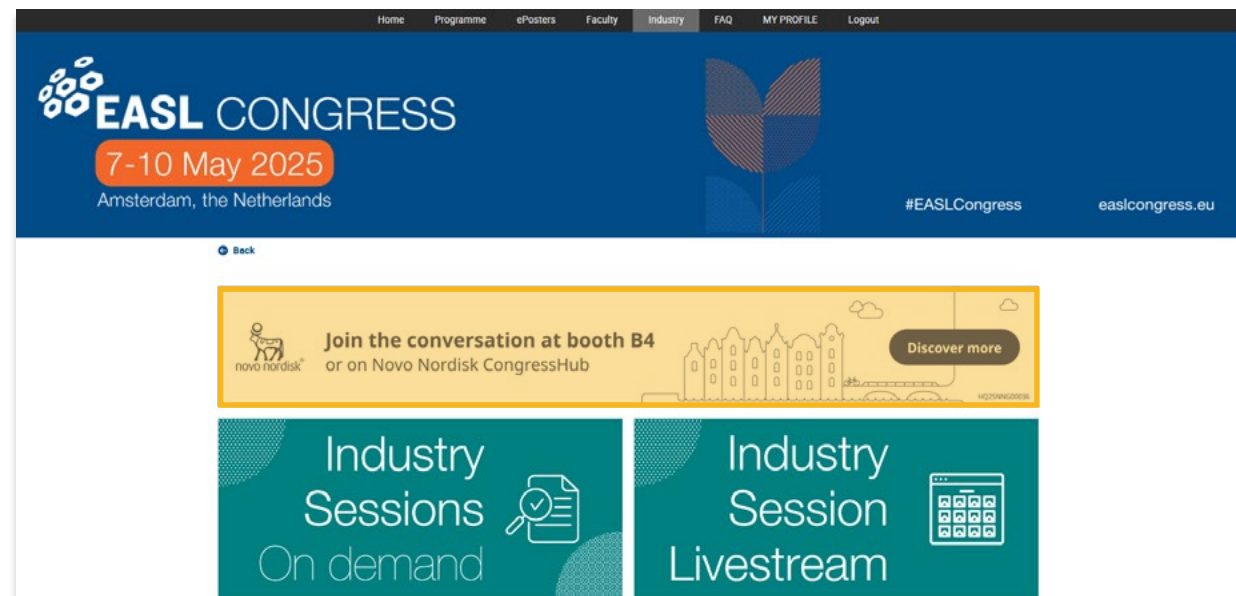 Home Programme ePosters Faculty Industry FAQ MY PROFILE Logout
EASL CONGRESS
7-10 May 2025
Amsterdam, the Netherlands
#EASLCongress easlcongress.eu
Back
novo nordisk®
Join the conversation at booth B4
or on Novo Nordisk CongressHub
Discover more
HQ25NNG00036
Industry
Sessions
On demand
Industry
Session
Livestream